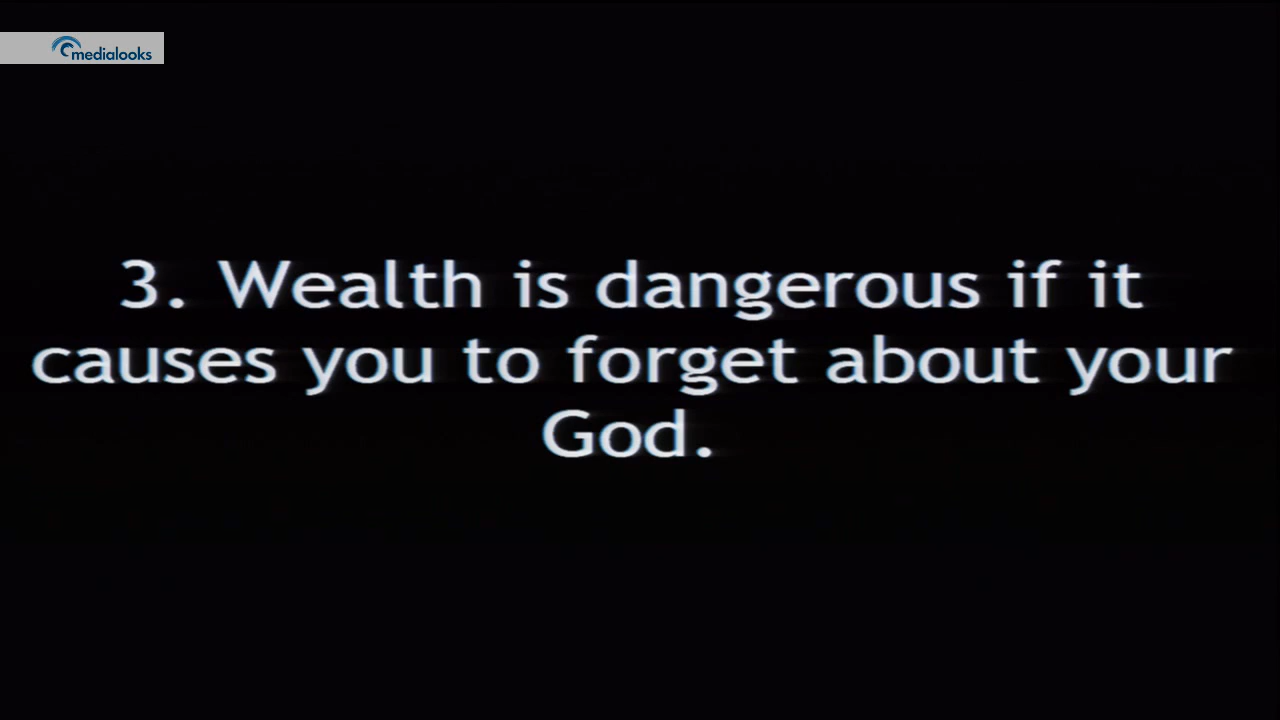 medialooks
3. Wealth is dangerous if it
causes you to forget about your
God.